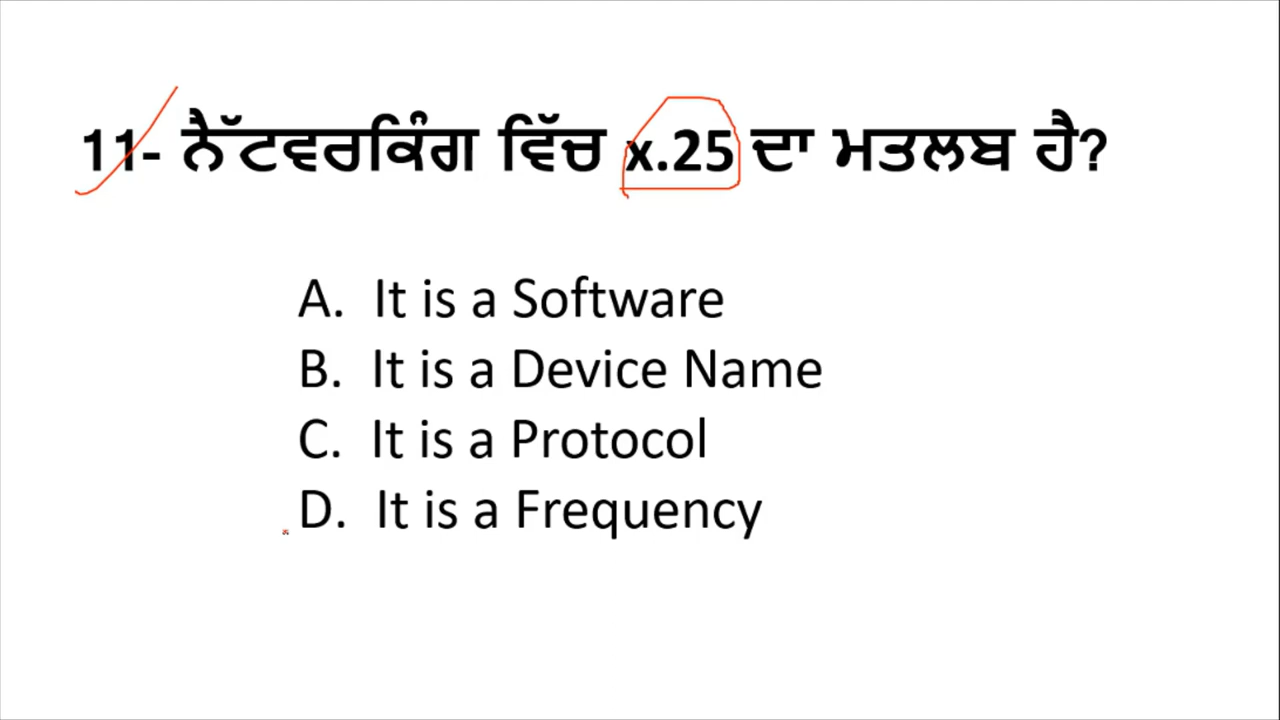 11- ਨੈੱਟਵਰਕਿੰਗ ਵਿੱਚ x.25 ਦਾ ਮਤਲਬ ਹੈ?
A. It is a Software
B. It is a Device Name
C. It is a Protocol
D. It is a Frequency